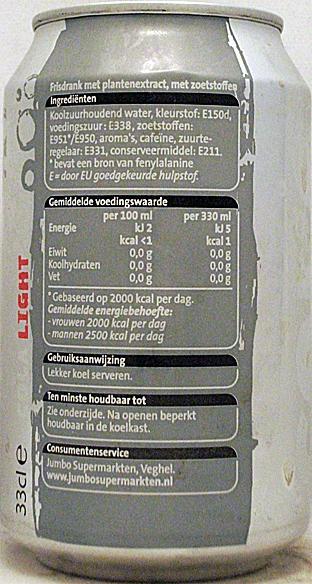 Frisdrank met plantenextract, met zoetstoffen
Ingrediënten
Koolzuurhoudend water, kleurstof: E150d,
voedingszuur: E338, zoetstoffen:
E951*/E950, aroma's, cafeïne, zuurte-
regelaar: E331, conserveermiddel: E211.
* bevat een bron van fenylalanine
E = door EU goedgekeurde hulpstof.
Gemiddelde voedingswaarde
per 100 ml per 330 ml
Energie kJ 2 kJ 5
kcal <1 kcal 1
Eiwit 0,0 g 0,0 g
Koolhydraten 0,0 g 0,0 g
Vet 0,0 g 0,0 g
* Gebaseerd op 2000 kcal per dag.
Gemiddelde energiebehoefte:
- vrouwen 2000 kcal per dag
- mannen 2500 kcal per dag
Gebruiksaanwijzing
Lekker koel serveren.
Ten minste houdbaar tot
Zie onderzijde. Na openen beperkt
houdbaar in de koelkast.
Consumentenservice
Jumbo Supermarkten, Veghel.
www.jumbosupermarkten.nl
LIGHT
33cl e